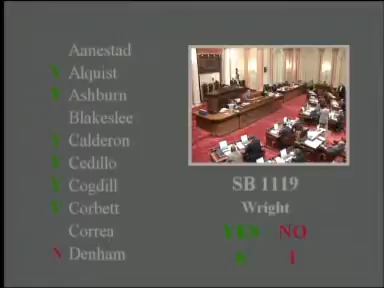 Aanestad
Y Alquist
Y Ashburn
Blakeslee
Y Calderon
Y Cedillo
Y Cogdill
Y Corbett
Correa
N Denham
SB 1119
Wright
YES NO
1